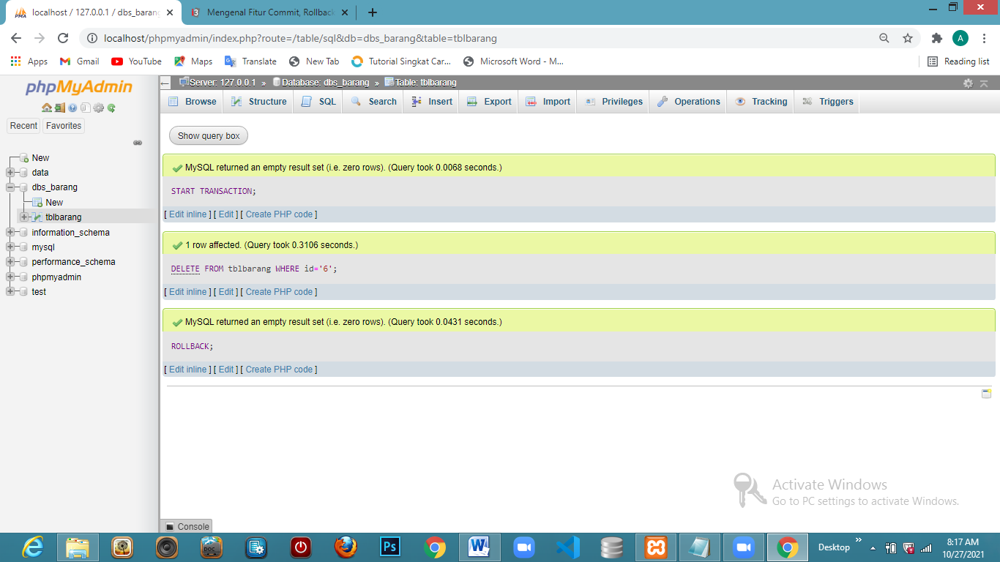 localhost / 127.0.0.1 / dbs_barang
Mengenal Fitur Commit, Rollback
localhost/phpmyadmin/index.php?route=/table/sql&db=dbs_barang&table=tblbarang
A
Apps
Gmail
YouTube
Maps
Translate
New Tab
Tutorial Singkat Car...
Microsoft Word - M...
Reading list
phpMyAdmin
Recent
Favorites
New
data
dbs_barang
New
tblbarang
information_schema
mysql
performance_schema
phpmyadmin
test
Server: 127.0.0.1 » Database: dbs_barang » Table: tblbarang
Browse
Structure
SQL
Search
Insert
Export
Import
Privileges
Operations
Tracking
Triggers
Show query box
MySQL returned an empty result set (i.e. zero rows). (Query took 0.0068 seconds.)
START TRANSACTION;
[ Edit inline ] [ Edit ] [ Create PHP code ]
1 row affected. (Query took 0.3106 seconds.)
DELETE FROM tblbarang WHERE id='6';
[ Edit inline ] [ Edit ] [ Create PHP code ]
MySQL returned an empty result set (i.e. zero rows). (Query took 0.0431 seconds.)
ROLLBACK;
[ Edit inline ] [ Edit ] [ Create PHP code ]
Activate Windows
Go to PC settings to activate Windows.
Console
Desktop
8:17 AM
10/27/2021